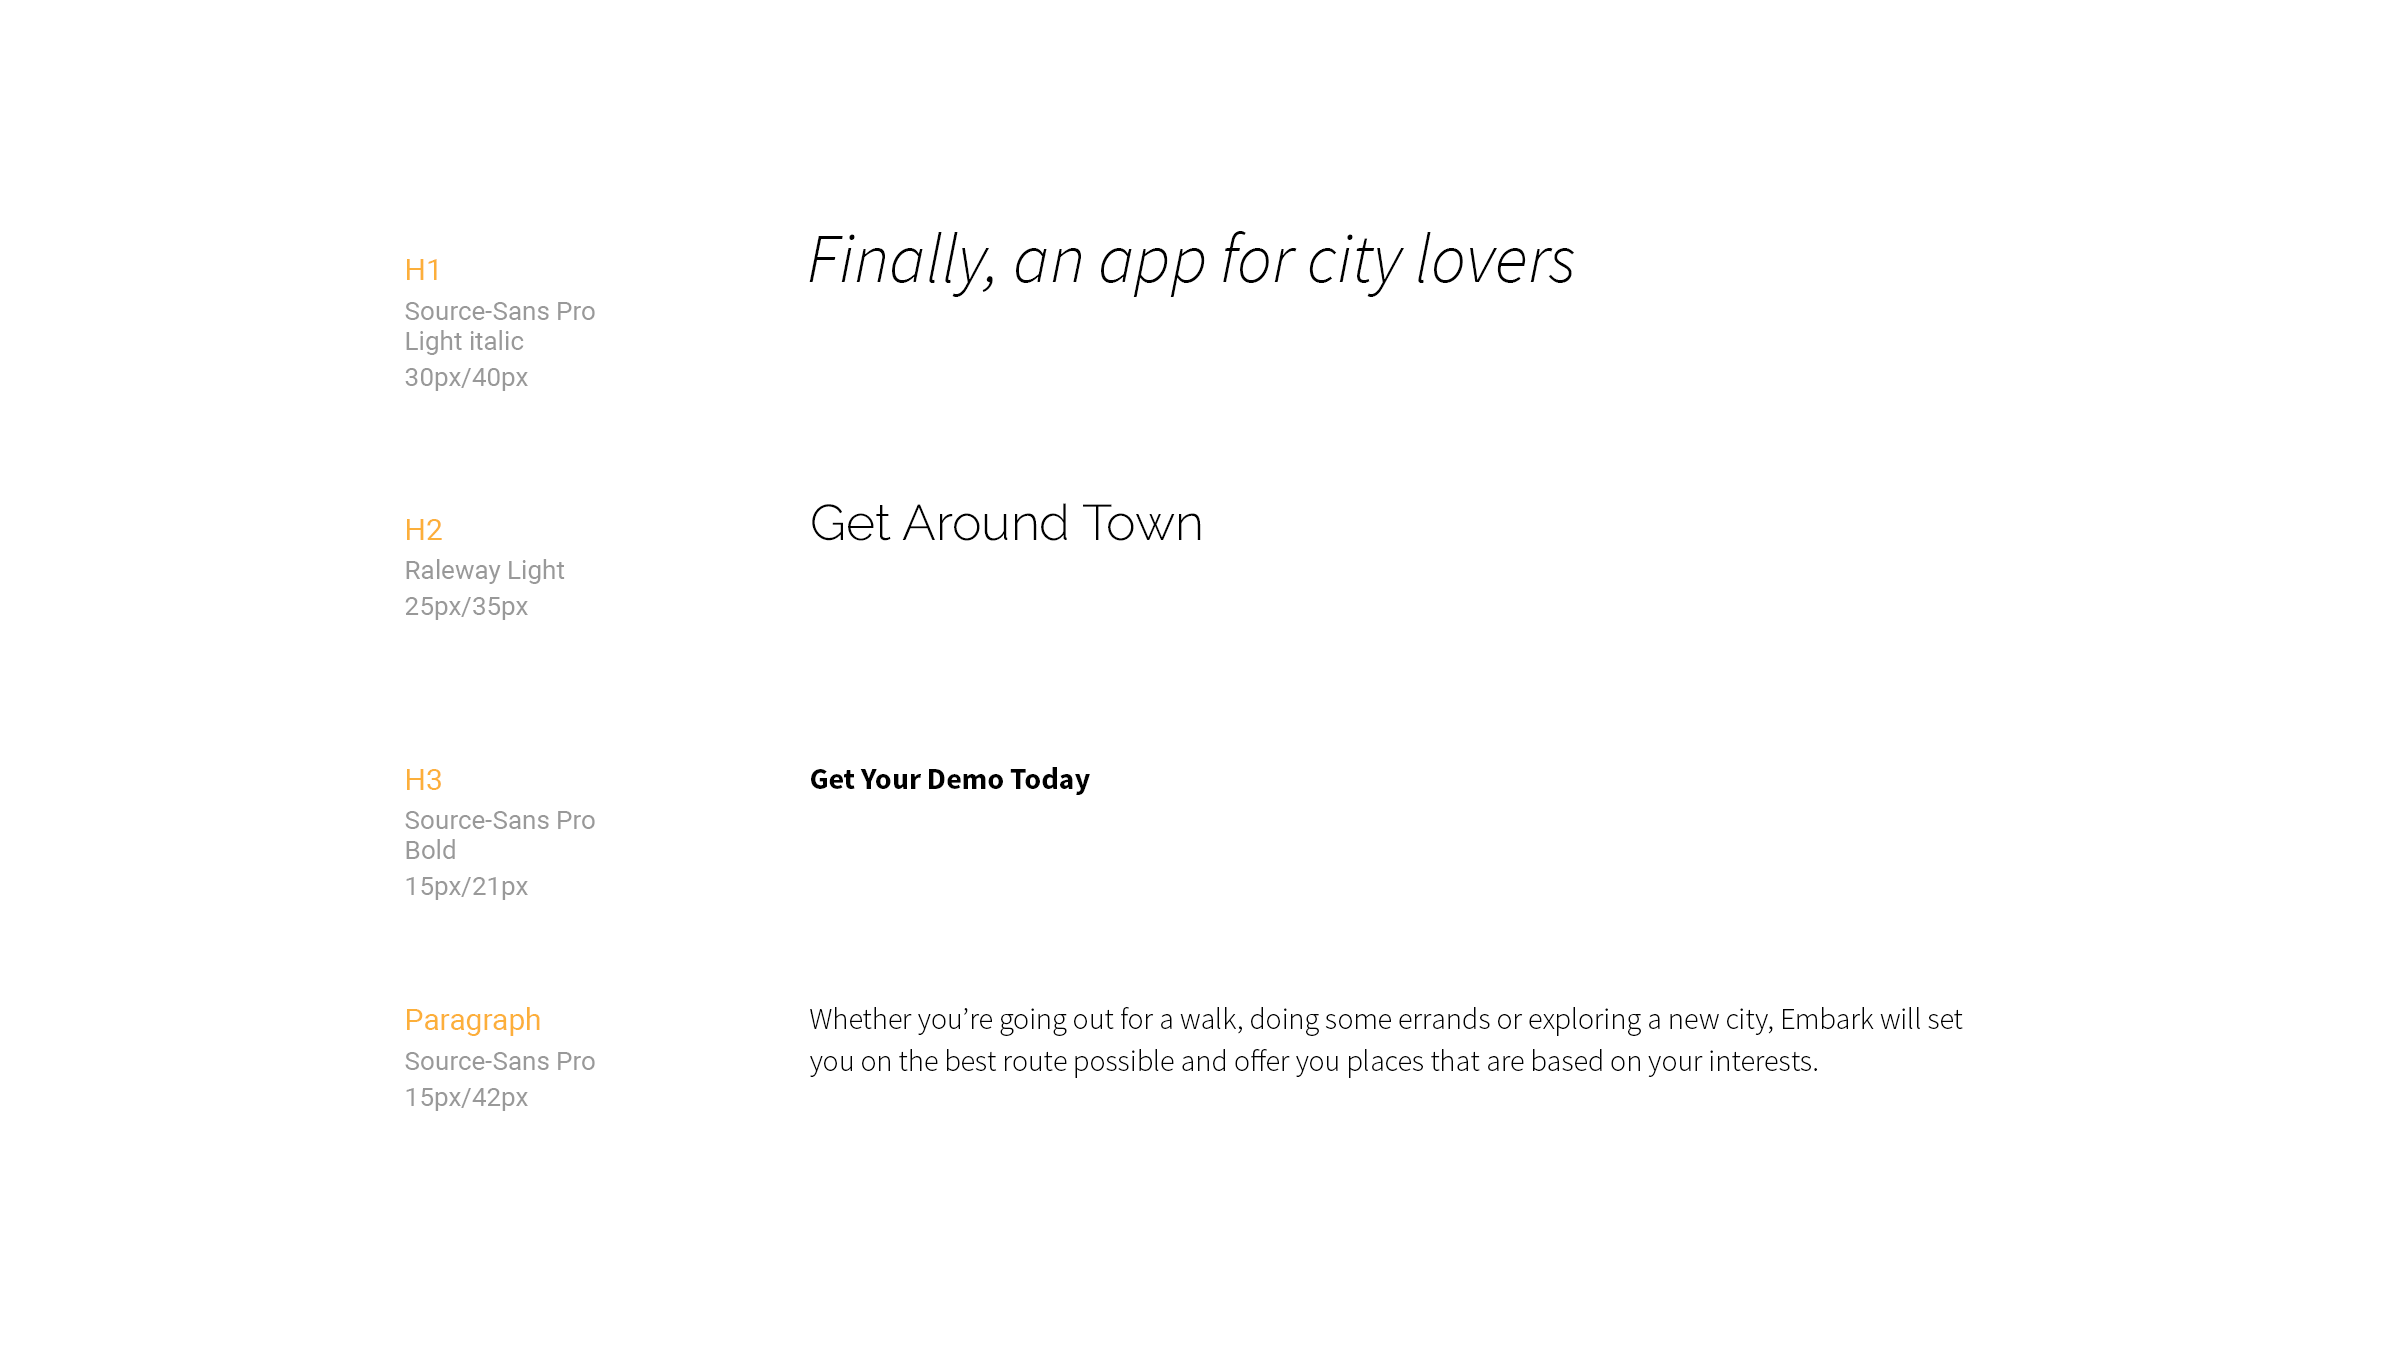 H1
Source-Sans Pro
Light italic
30px/40px
Finally, an app for city lovers
H2
Raleway Light
25px/35px
Get Around Town
H3
Source-Sans Pro
Bold
15px/21px
Get Your Demo Today
Paragraph
Source-Sans Pro
15px/42px
Whether you’re going out for a walk, doing some errands or exploring a new city, Embark will set
you on the best route possible and offer you places that are based on your interests.